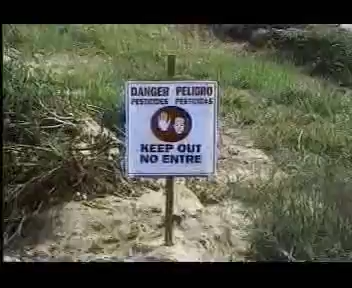 DANGER PELIGRO
PESTICIDES PESTICIDAS
KEEP OUT
NO ENTRE